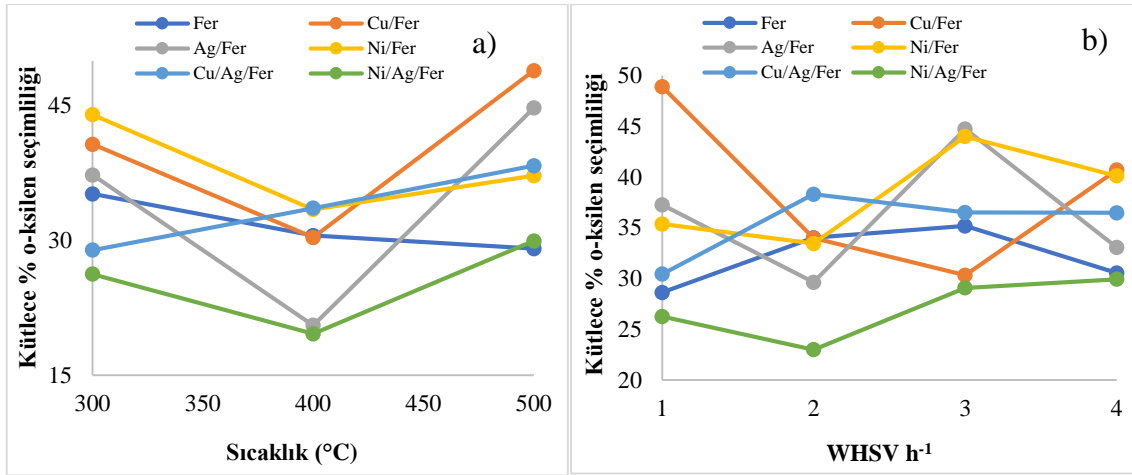 Fer
Cu/Fer
Ag/Fer
Ni/Fer
Cu/Ag/Fer
Ni/Ag/Fer
a)
Kütlece % o-ksilen seçimliliği
45
30
15
300
350
400
450
500
Sıcaklık (°C)
Fer
Cu/Fer
Ag/Fer
Ni/Fer
Cu/Ag/Fer
Ni/Ag/Fer
b)
Kütlece % o-ksilen seçimliliği
50
45
40
35
30
25
20
1
2
3
4
WHSV h⁻¹